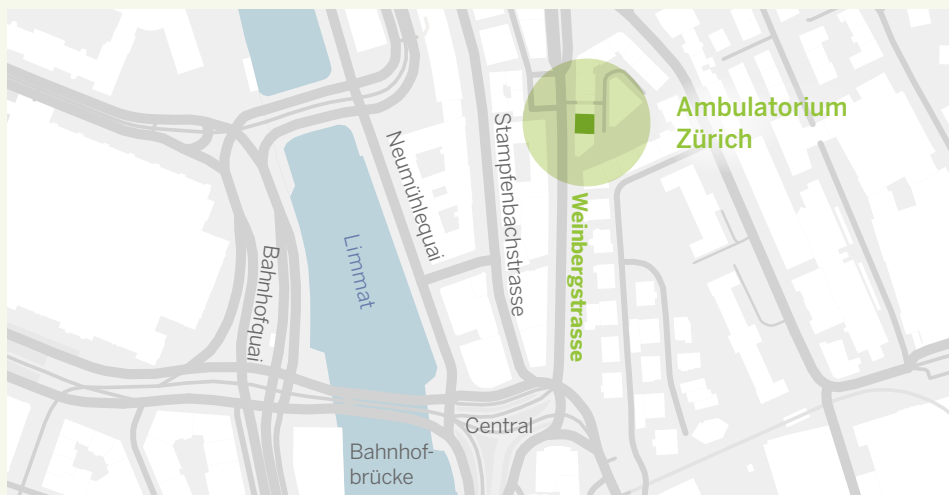 Ambulatorium
Zürich
Neumühlequai
Stampfenbachstrasse
Weinbergstrasse
Limmat
Bahnhofquai
Central
Bahnhof-
brücke